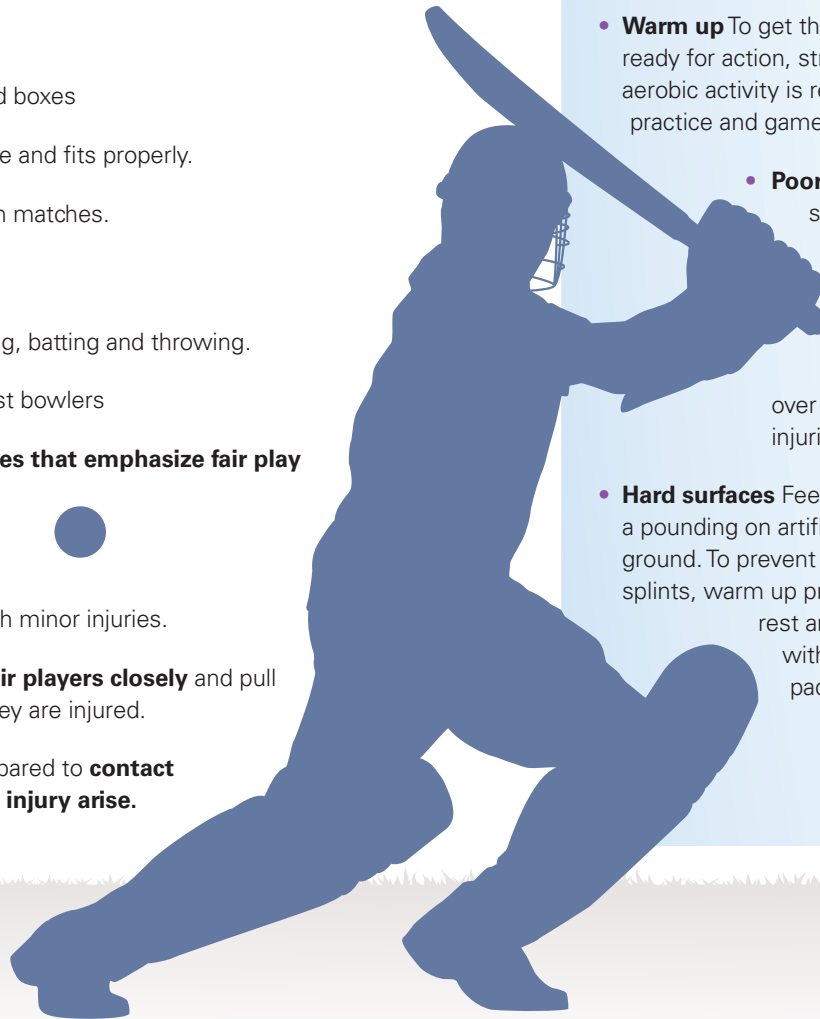 d boxes
e and fits properly.
n matches.
g, batting and throwing.
st bowlers
es that emphasize fair play
h minor injuries.
ir players closely and pull
ey are injured.
pared to contact
injury arise.
• Warm up To get th
ready for action, str
aerobic activity is re
practice and game
• Poor
s
over
injuri
• Hard surfaces Fee
a pounding on artifi
ground. To prevent
splints, warm up pr
rest ar
with
pac